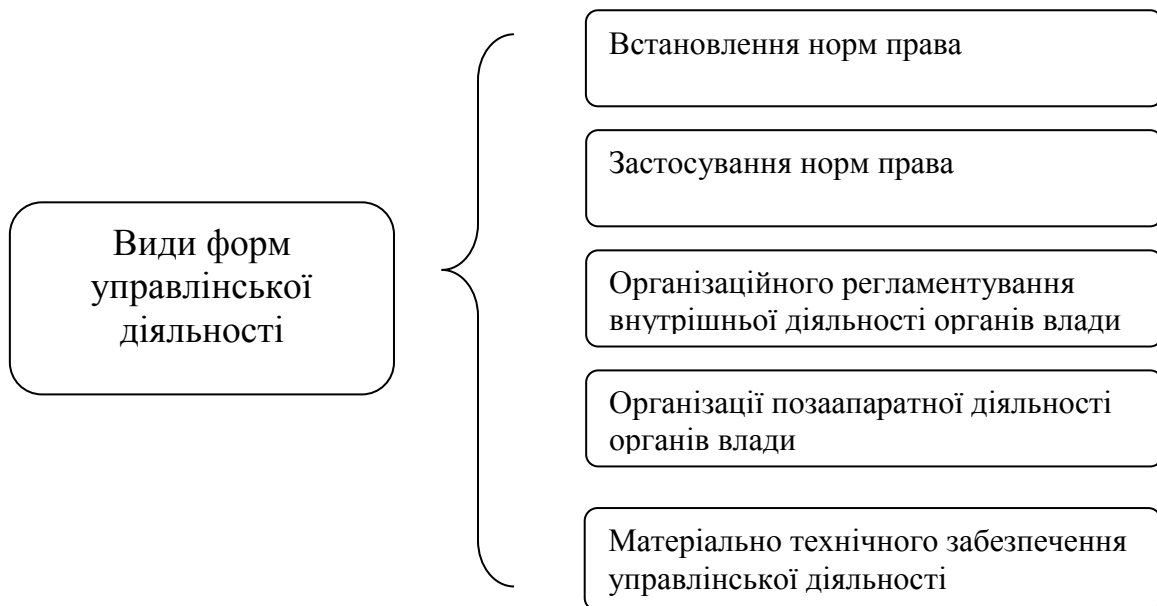 Види форм
управлінської
діяльності
Встановлення норм права
Застосування норм права
Організаційного регламентування
внутрішньої діяльності органів влади
Організації позаапаратної діяльності
органів влади
Матеріально технічного забезпечення
управлінської діяльності